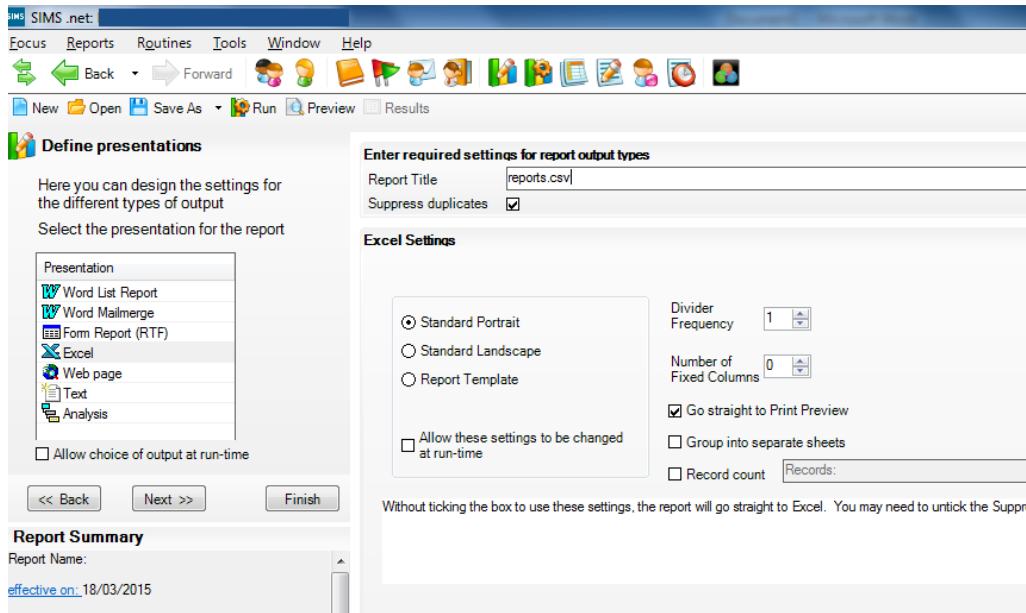 SIMS SIMS .net:
Focus Reports Routines Tools Window Help
Back Forward
New Open Save As Run Preview Results
Define presentations
Here you can design the settings for
the different types of output
Select the presentation for the report
Presentation
Word List Report
Word Mailmerge
Form Report (RTF)
Excel
Web page
Text
Analysis
Allow choice of output at run-time
<< Back Next >> Finish
Report Summary
Report Name:
effective on: 18/03/2015
Enter required settings for report output types
Report Title reports.csv
Suppress duplicates
Excel Settings
Standard Portrait
Standard Landscape
Report Template
Allow these settings to be changed
at run-time
Divider
Frequency 1
Number of
Fixed Columns 0
Go straight to Print Preview
Group into separate sheets
Record count Records:
Without ticking the box to use these settings, the report will go straight to Excel. You may need to untick the Suppr